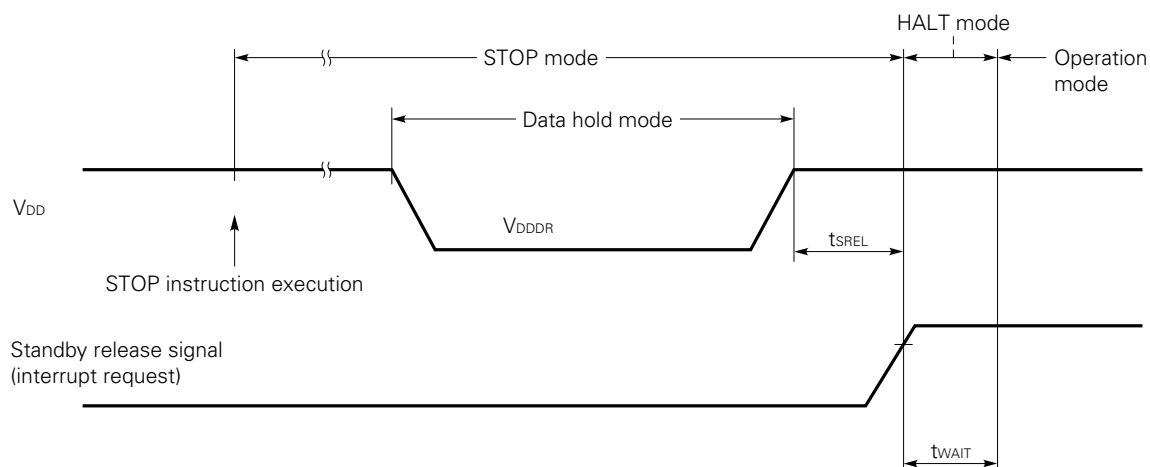 HALT mode
STOP mode
Operation
mode
Data hold mode
VDD
VDDDR
tSREL
STOP instruction execution
Standby release signal
(interrupt request)
tWAIT